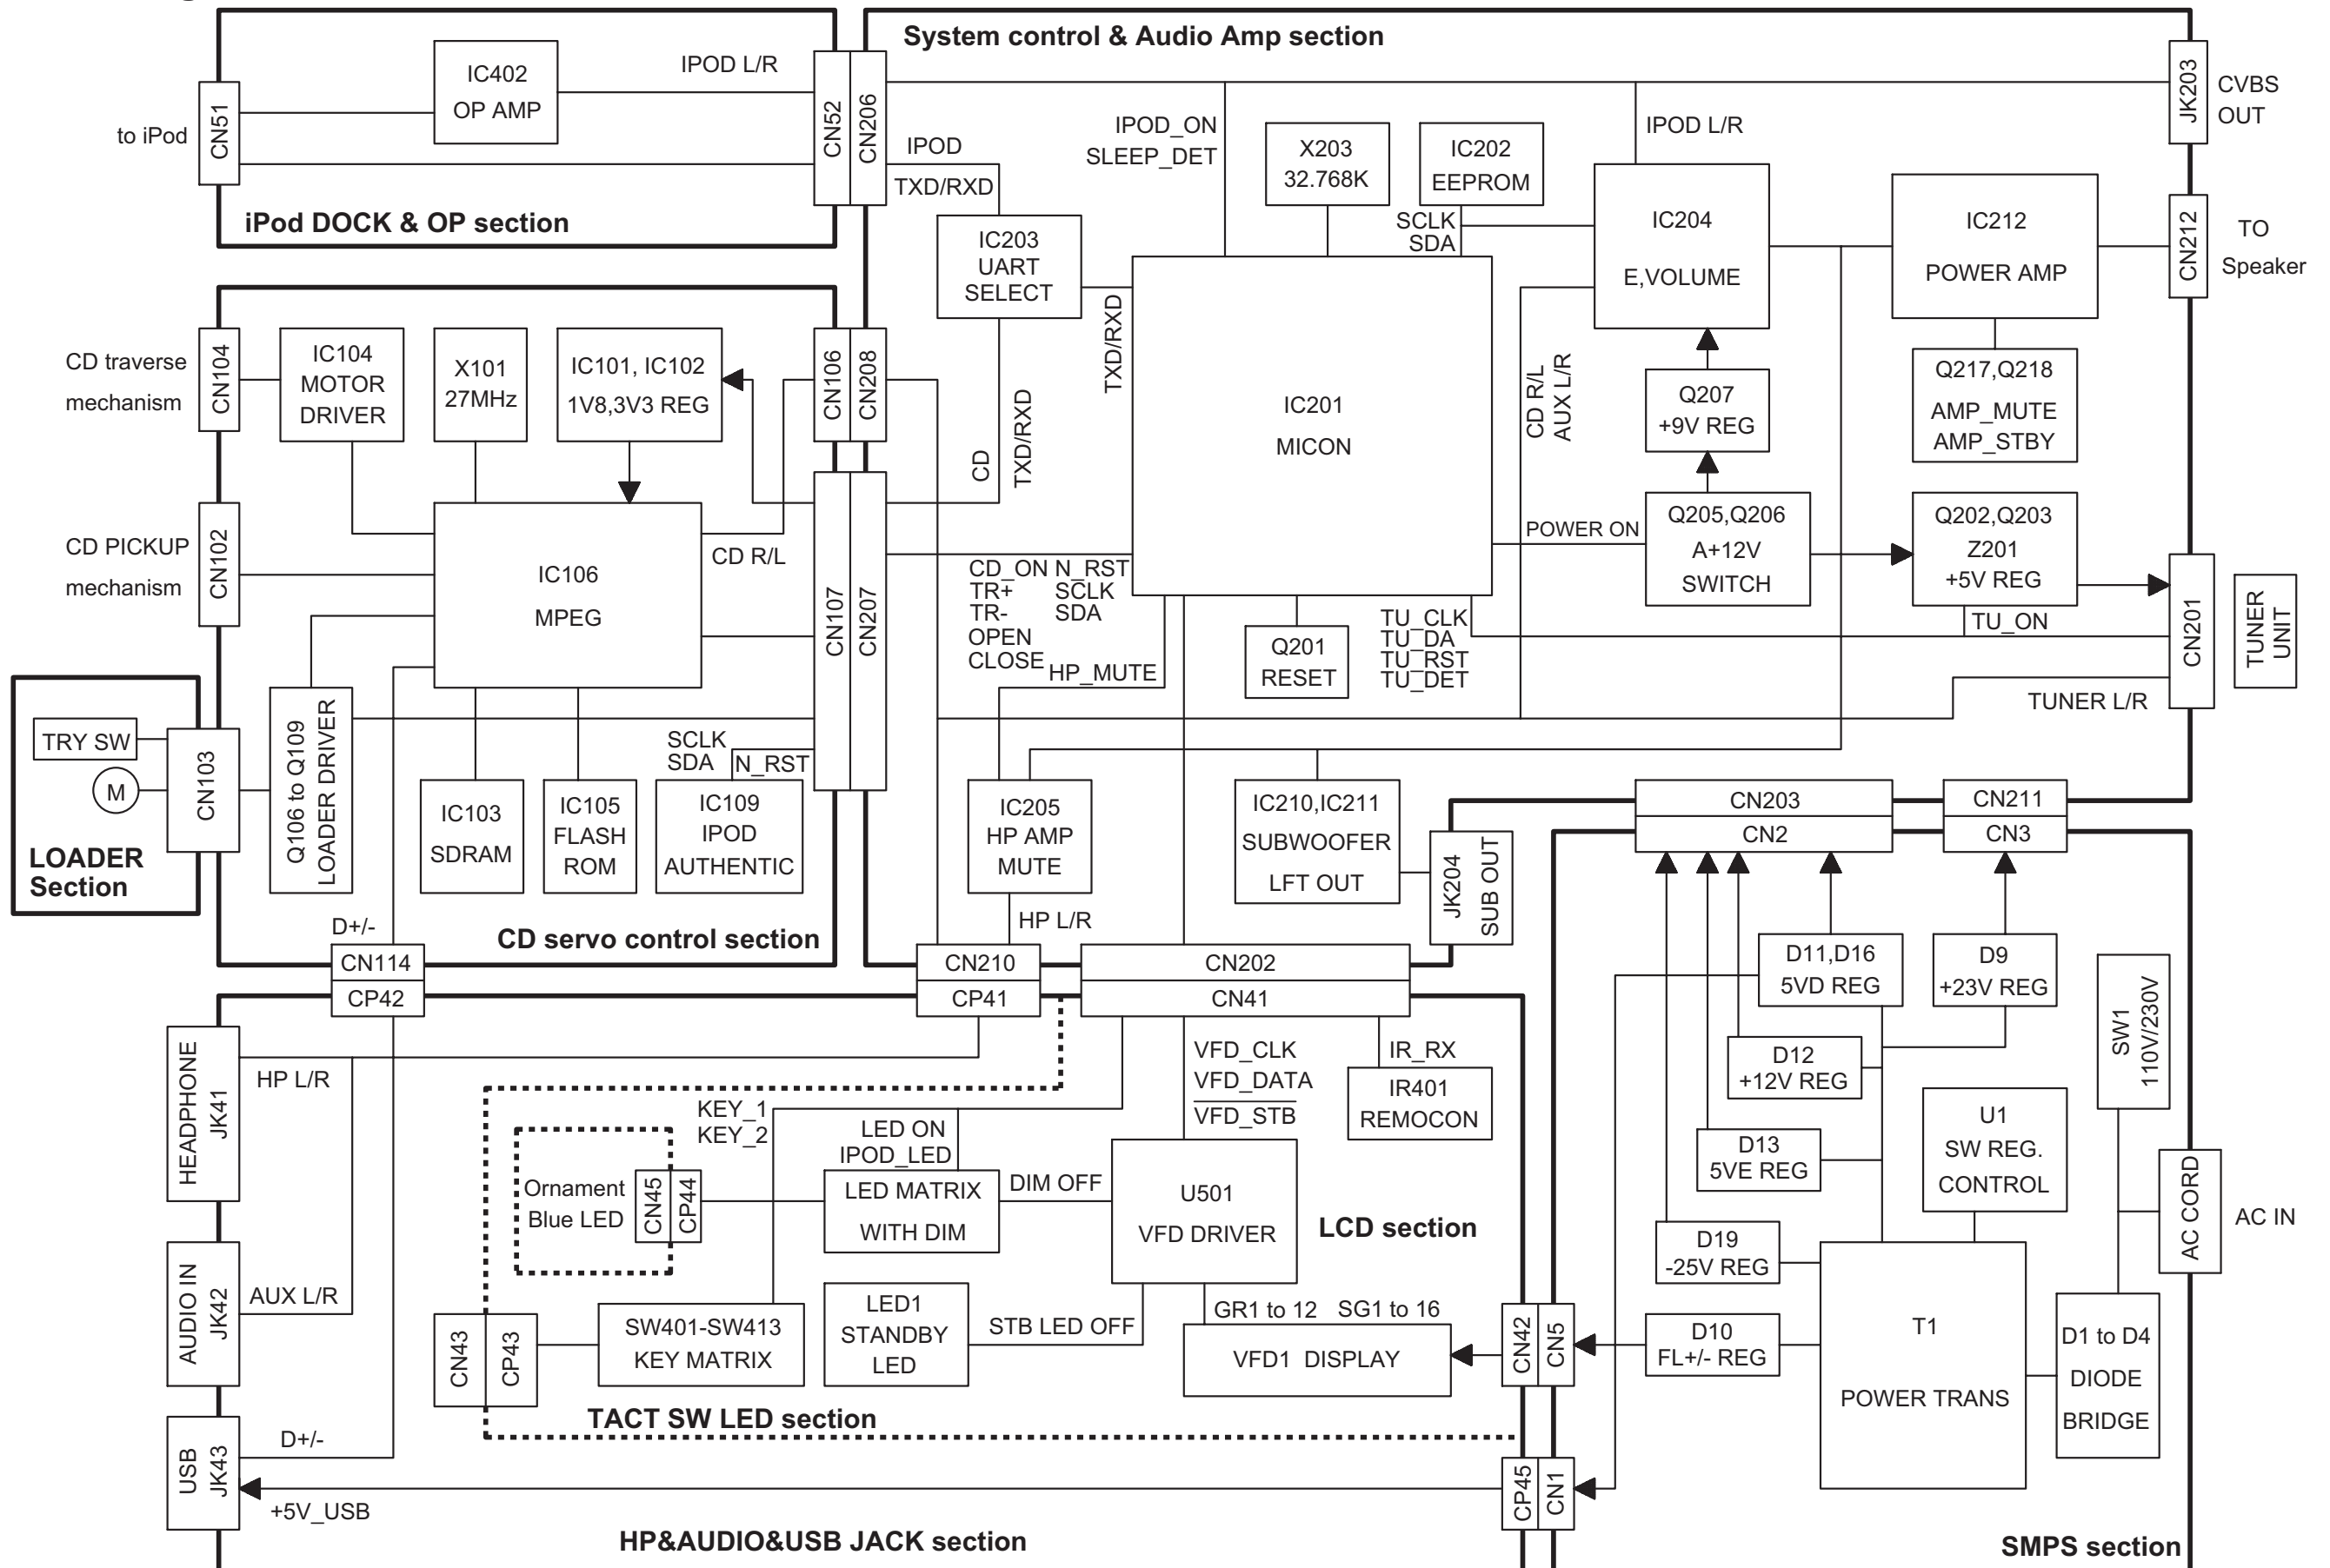 System control & Audio Amp section
to iPod
CN51
IC402
OP AMP
IPOD L/R
CN52
CN206
iPod DOCK & OP section
IPOD
TXD/RXD
IC203
UART
SELECT
TXD/RXD
CD
TXD/RXD
IPOD_ON
SLEEP_DET
X203
32.768K
IC202
EEPROM
SCLK
SDA
IPOD L/R
IC204
E,VOLUME
IC212
POWER AMP
JK203
CVBS
OUT
CN212
TO
Speaker
IC201
MICON
CD R/L
AUX L/R
Q207
+9V REG
Q217,Q218
AMP_MUTE
AMP_STBY
POWER ON
Q205,Q206
A+12V
SWITCH
Q202,Q203
Z201
+5V REG
TU_ON
CN201
TUNER
UNIT
TUNER L/R
CD traverse
mechanism
CN104
IC104
MOTOR
DRIVER
X101
27MHz
IC101, IC102
1V8,3V3 REG
CN106
CN208
CD PICKUP
mechanism
CN102
IC106
MPEG
CD R/L
CN107
CN207
CD_ON N_RST
TR+ SCLK
TR- SDA
OPEN
CLOSE
HP_MUTE
Q201
RESET
TU_CLK
TU_DA
TU_RST
TU_DET
TRY SW
M
CN103
LOADER
Section
Q106 to Q109
LOADER DRIVER
SCLK
SDA
N_RST
IC103
SDRAM
IC105
FLASH
ROM
IC109
IPOD
AUTHENTIC
D+/-
CD servo control section
IC205
HP AMP
MUTE
HP L/R
IC210,IC211
SUBWOOFER
LFT OUT
JK204
SUB OUT
CN203
CN2
CN211
CN3
CN114
CP42
CN210
CP41
CN202
CN41
D11,D16
5VD REG
D9
+23V REG
D12
+12V REG
D13
5VE REG
D19
-25V REG
D10
FL+/- REG
SW1
110V/230V
U1
SW REG.
CONTROL
AC CORD
AC IN
T1
POWER TRANS
D1 to D4
DIODE
BRIDGE
SMPS section
HEADPHONE
JK41
HP L/R
AUDIO IN
JK42
AUX L/R
USB
JK43
D+/-
+5V_USB
KEY_1
KEY_2
LED ON
IPOD_LED
VFD_CLK
VFD_DATA
VFD_STB
IR_RX
IR401
REMOCON
Ornament
Blue LED
CN45
CP44
LED MATRIX
WITH DIM
DIM OFF
U501
VFD DRIVER
LCD section
CN43
CP43
SW401-SW413
KEY MATRIX
LED1
STANDBY
LED
STB LED OFF
GR1 to 12 SG1 to 16
VFD1 DISPLAY
CN42
CN5
TACT SW LED section
CP45
CN1
HP&AUDIO&USB JACK section